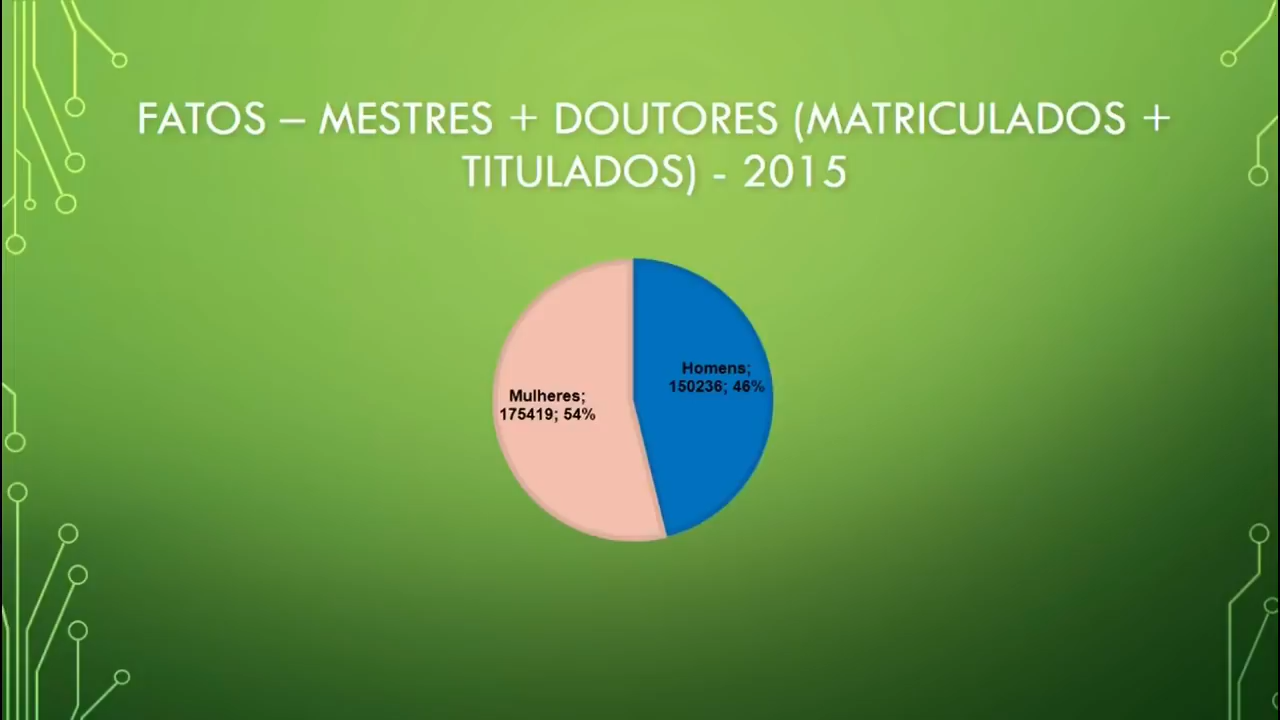 FATOS – MESTRES + DOUTORES (MATRICULADOS +
TITULADOS) - 2015
Homens;
150236; 46%
Mulheres;
175419; 54%